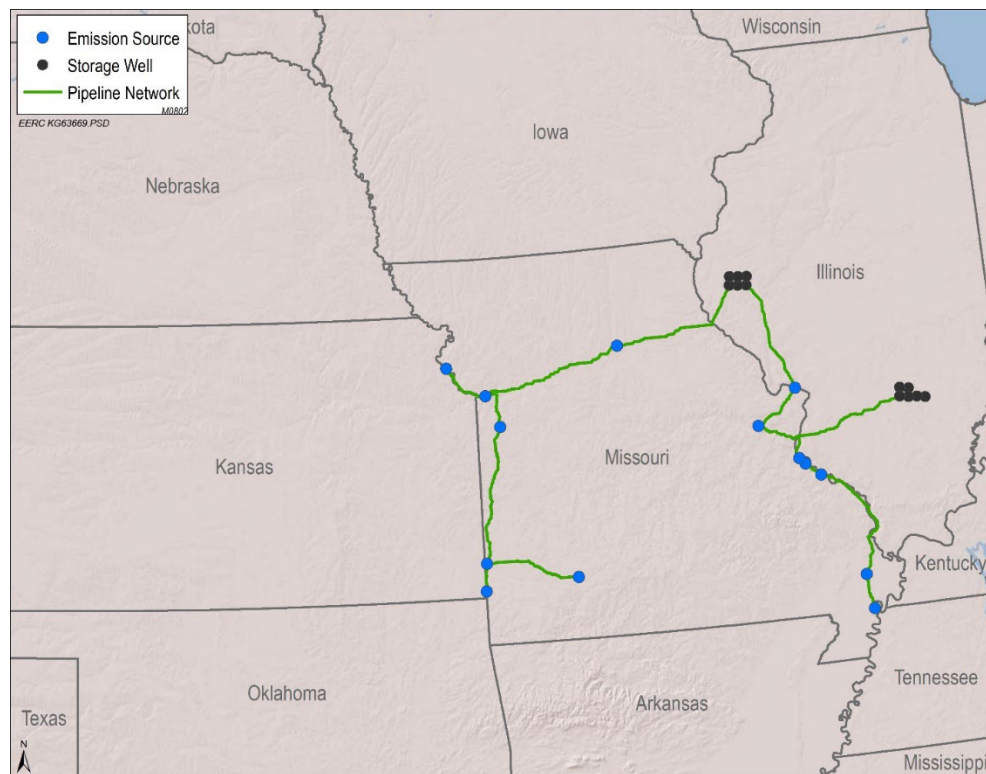 kota
Wisconsin
Emission Source
Storage Well
Pipeline Network
M0802
EERC KG63669.PSD
Iowa
Nebraska
Illinois
Missouri
Kansas
Kentucky
Tennessee
Oklahoma
Arkansas
Texas
N
Mississippi